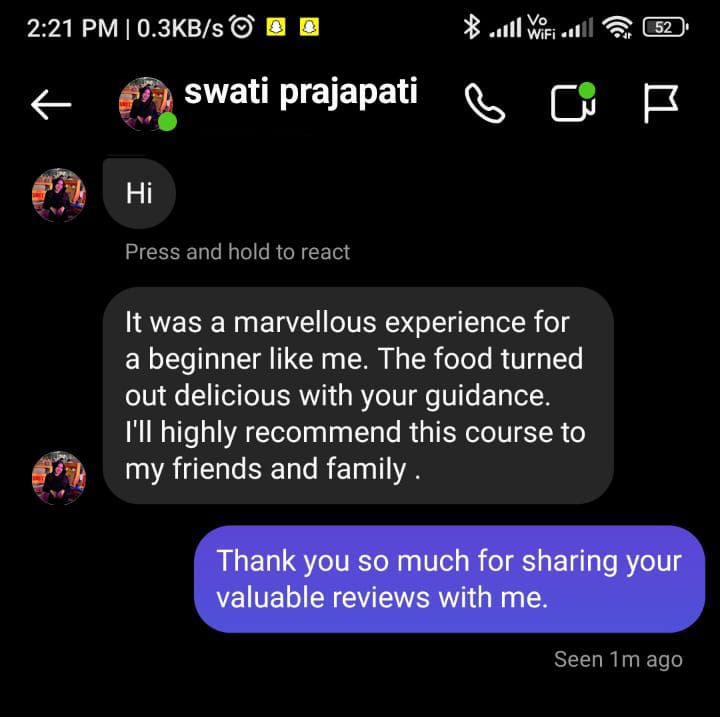 2:21 PM | 0.3KB/s
Vo
WiFi
52
swati prajapati
Hi
Press and hold to react
It was a marvellous experience for
a beginner like me. The food turned
out delicious with your guidance.
I'll highly recommend this course to
my friends and family .
Thank you so much for sharing your
valuable reviews with me.
Seen 1m ago